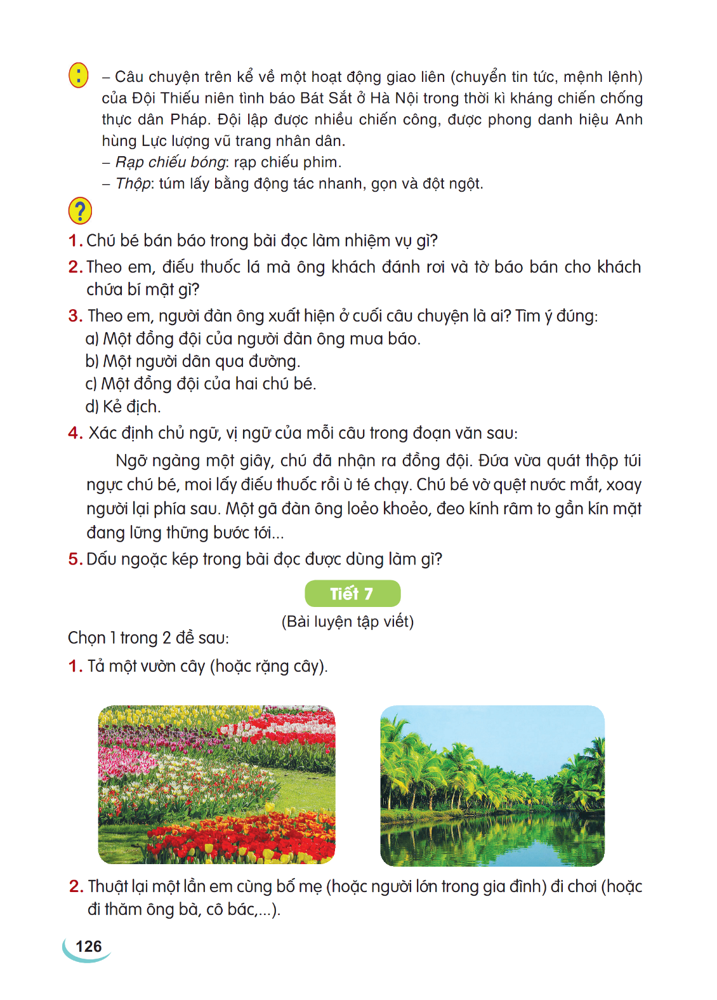 – Câu chuyện trên kể về một hoạt động giao liên (chuyển tin tức, mệnh lệnh)
của Đội Thiếu niên tình báo Bát Sắt ở Hà Nội trong thời kì kháng chiến chống
thực dân Pháp. Đội lập được nhiều chiến công, được phong danh hiệu Anh
hùng Lực lượng vũ trang nhân dân.
– Rạp chiếu bóng: rạp chiếu phim.
– Thộp: túm lấy bằng động tác nhanh, gọn và đột ngột.
?
1. Chú bé bán báo trong bài đọc làm nhiệm vụ gì?
2. Theo em, điếu thuốc lá mà ông khách đánh rơi và tờ báo bán cho khách
chứa bí mật gì?
3. Theo em, người đàn ông xuất hiện ở cuối câu chuyện là ai? Tìm ý đúng:
a) Một đồng đội của người đàn ông mua báo.
b) Một người dân qua đường.
c) Một đồng đội của hai chú bé.
d) Kẻ địch.
4. Xác định chủ ngữ, vị ngữ của mỗi câu trong đoạn văn sau:
Ngỡ ngàng một giây, chú đã nhận ra đồng đội. Đứa vừa quát thộp túi
ngực chú bé, moi lấy điếu thuốc rồi ù té chạy. Chú bé vờ quệt nước mắt, xoay
người lại phía sau. Một gã đàn ông loẻo khoẻo, đeo kính râm to gần kín mặt
đang lững thững bước tới...
5. Dấu ngoặc kép trong bài đọc được dùng làm gì?
Tiết 7
(Bài luyện tập viết)
Chọn 1 trong 2 đề sau:
1. Tả một vườn cây (hoặc rặng cây).
2. Thuật lại một lần em cùng bố mẹ (hoặc người lớn trong gia đình) đi chơi (hoặc
đi thăm ông bà, cô bác,...).
126